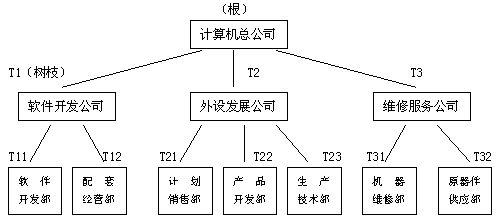 （根）
计算机总公司
T1（树枝） T2 T3
软件开发公司 外设发展公司 维修服务公司
T11 T12 T21 T22 T23 T31 T32
软件 配套 计划 产品 生产 机器 原器件
开发部 经营部 销售部 开发部 技术部 维修部 供应部